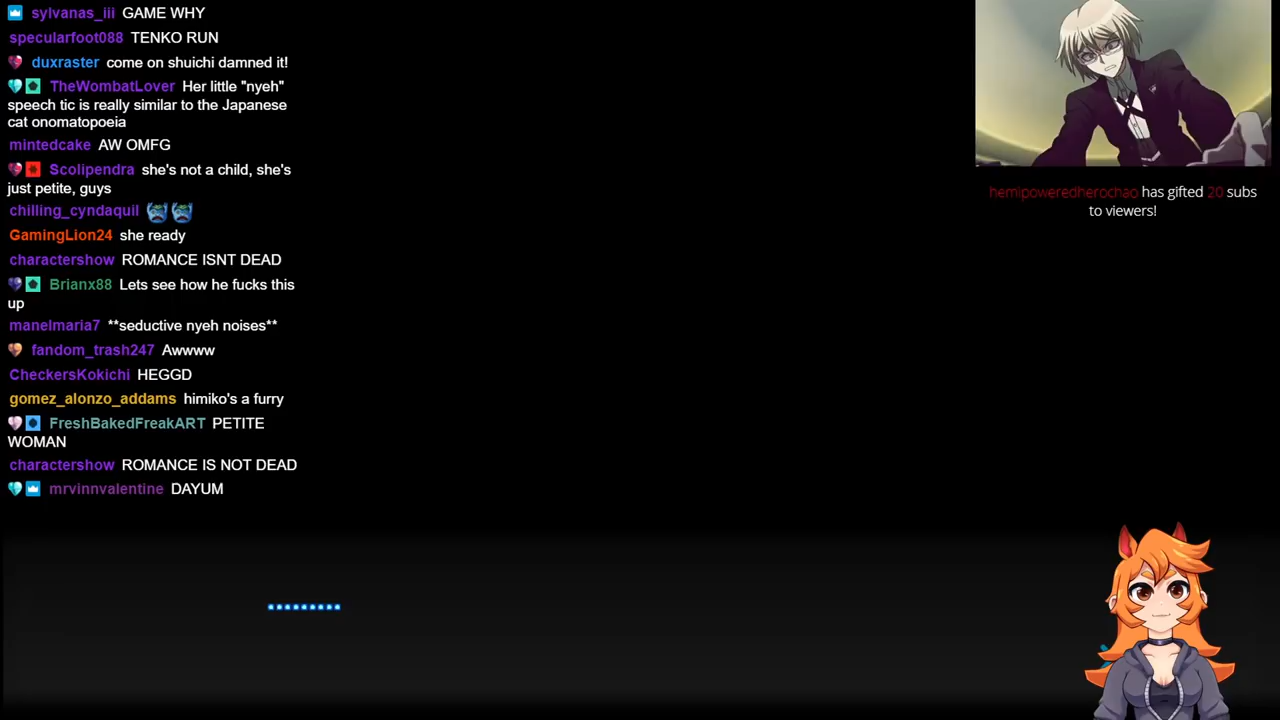 sylvanas_iii GAME WHY
specularfoot088 TENKO RUN
duxraster come on shuichi damned it!
TheWombatLover Her little "nyeh"
speech tic is really similar to the Japanese
cat onomatopoeia
mintedcake AW OMFG
Scolipendra she's not a child, she's
just petite, guys
chilling_cyndaquil
GamingLion24 she ready
charactershow ROMANCE ISNT DEAD
Brianx88 Lets see how he fucks this
up
manelmaria7 **seductive nyeh noises**
fandom_trash247 Awwww
CheckersKokichi HEGGD
gomez_alonzo_addams himiko's a furry
FreshBakedFreakART PETITE
WOMAN
charactershow ROMANCE IS NOT DEAD
mrvinnvalentine DAYUM
hemipoweredherochao has gifted 20 subs
to viewers!
.........